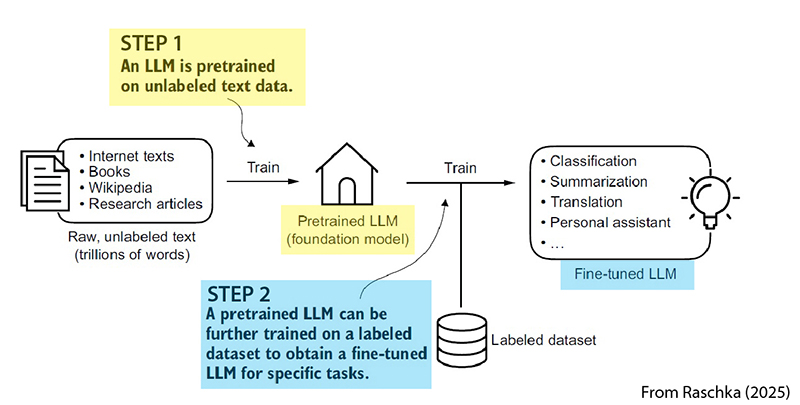 STEP 1
An LLM is pretrained
on unlabeled text data.
• Internet texts
• Books
• Wikipedia
• Research articles
Raw, unlabeled text
(trillions of words)
Train
Pretrained LLM
(foundation model)
Train
• Classification
• Summarization
• Translation
• Personal assistant
• ...
Fine-tuned LLM
STEP 2
A pretrained LLM can be
further trained on a labeled
dataset to obtain a fine-tuned
LLM for specific tasks.
Labeled dataset
From Raschka (2025)